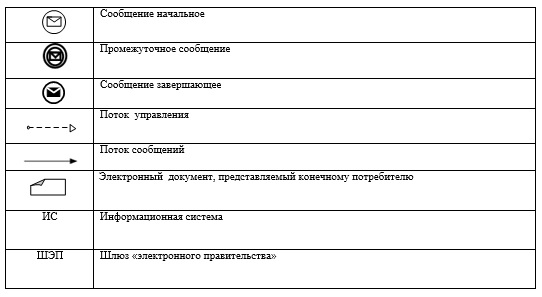 Сообщение начальное
Промежуточное сообщение
Сообщение завершающее
Поток управления
Поток сообщений
Электронный документ, представляемый конечному потребителю
ИС Информационная система
ШЭП Шлюз «электронного правительства»